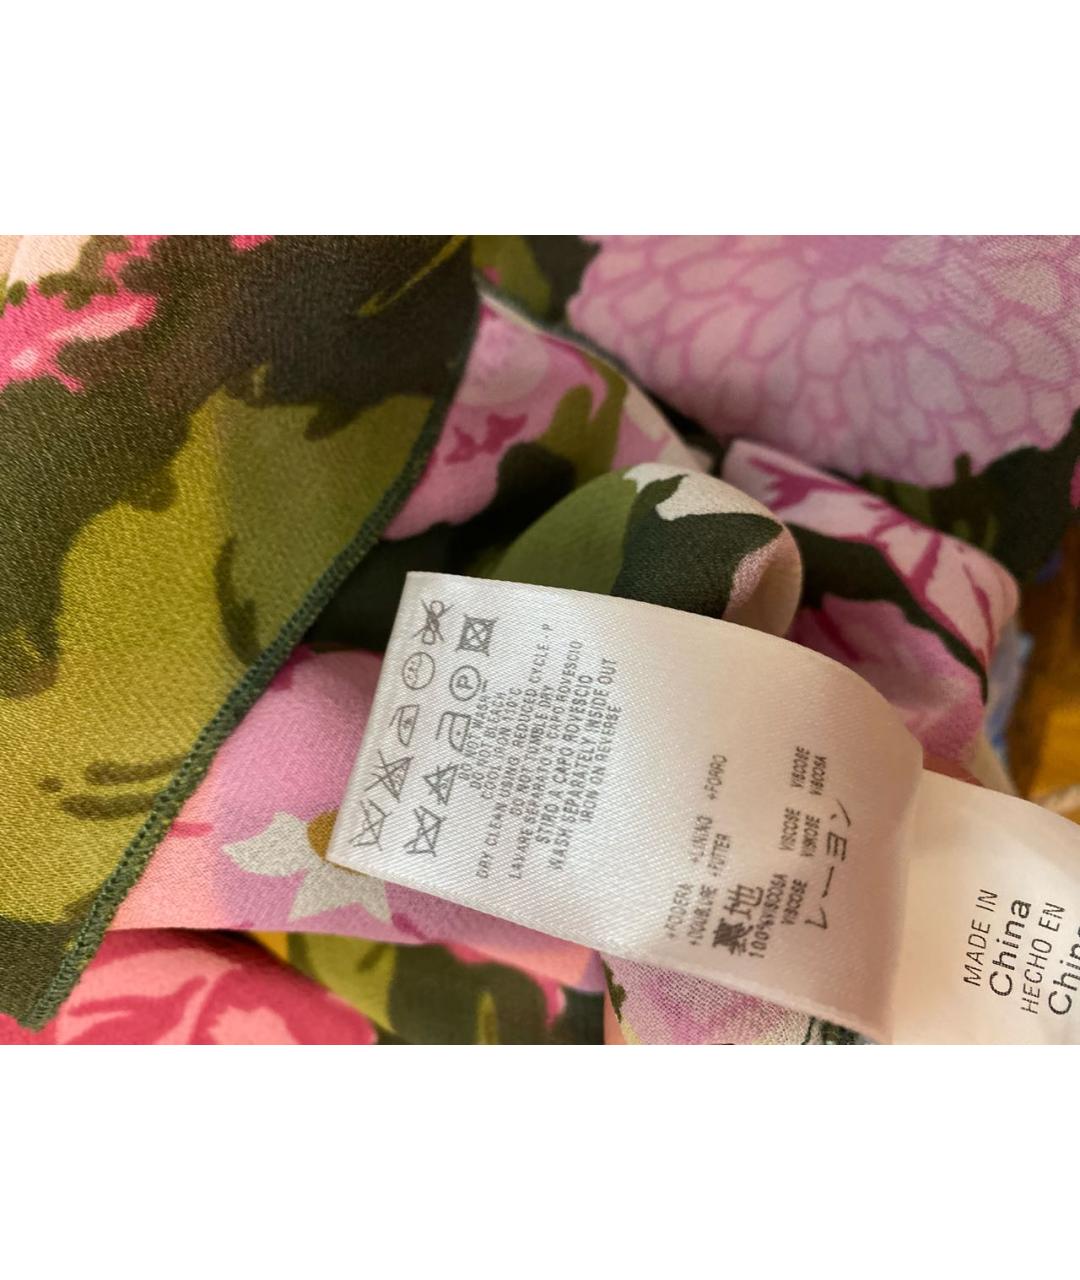 DO NOT WASH
DO NOT BLEACH
COOL IRON 110°C
DRY CLEAN USING REDUCED CYCLE - P
DO NOT TUMBLE DRY
LAVARE SEPARATO A CAPO ROVESCIO
STIRO A CAPO ROVESCIO
WASH SEPARATELY INSIDE OUT
IRON ON REVERSE
+FODERA +LINING +FORRO
+DOUBLURE +FUTTER
裏地
100%VISCOSA VISCOSE VISCOSE
VISCOSE VISKOSE VISCOSA
レーヨン
MADE IN
China
HECHO EN